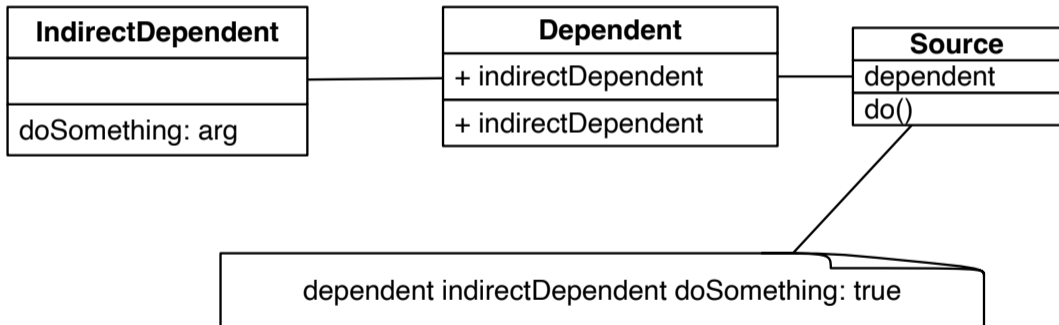 IndirectDependent
doSomething: arg
Dependent
+ indirectDependent
+ indirectDependent
Source
dependent
do()
dependent indirectDependent doSomething: true